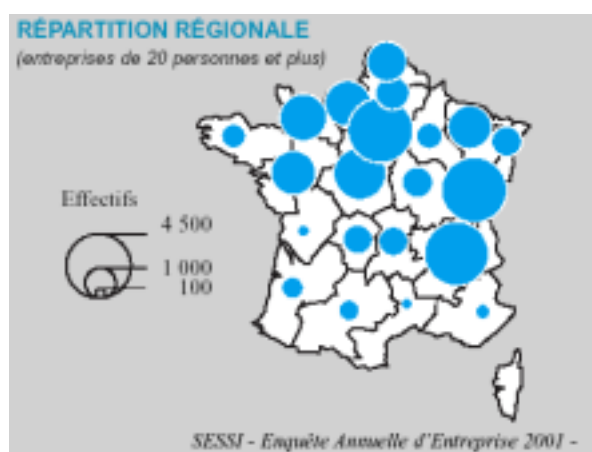 RÉPARTITION RÉGIONALE
(entreprises de 20 personnes et plus)
Effectifs
4 500
1 000
100
SESSI - Enquête Annuelle d'Entreprise 2001 -